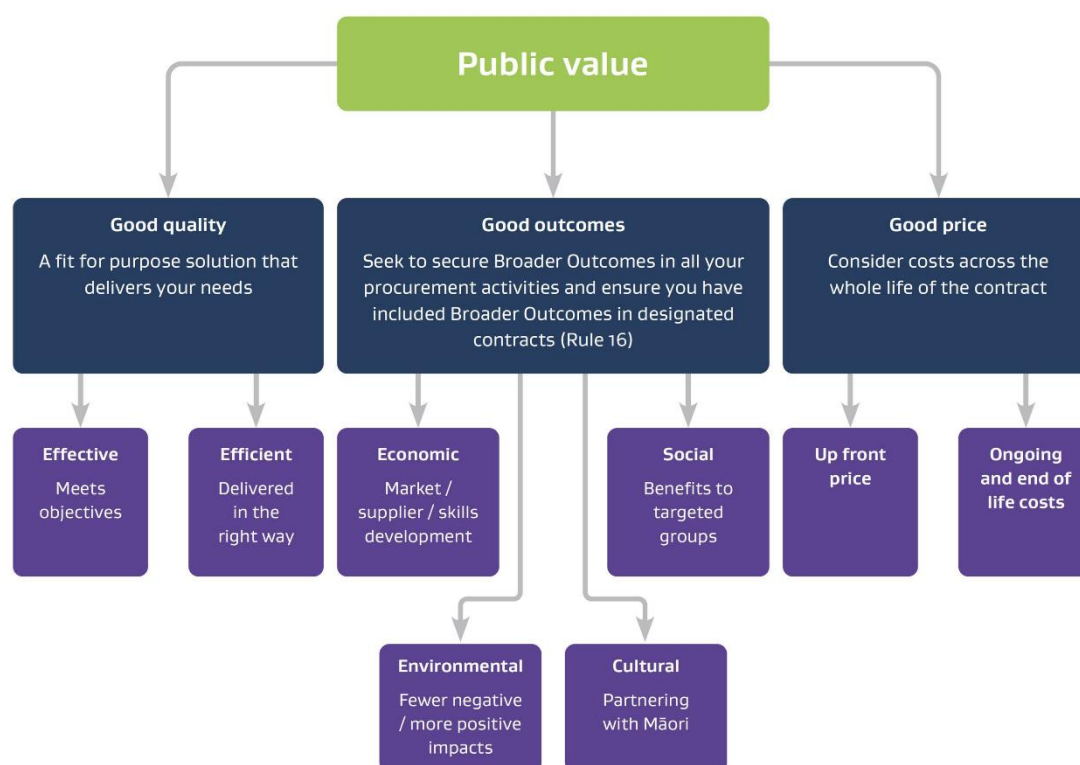 Public value
Good quality
A fit for purpose solution that
delivers your needs
Good outcomes
Seek to secure Broader Outcomes in all your
procurement activities and ensure you have
included Broader Outcomes in designated
contracts (Rule 16)
Good price
Consider costs across the
whole life of the contract
Effective
Meets
objectives
Efficient
Delivered
in the
right way
Economic
Market /
supplier / skills
development
Social
Benefits to
targeted
groups
Up front
price
Ongoing
and end of
life costs
Environmental
Fewer negative
/ more positive
impacts
Cultural
Partnering
with Māori